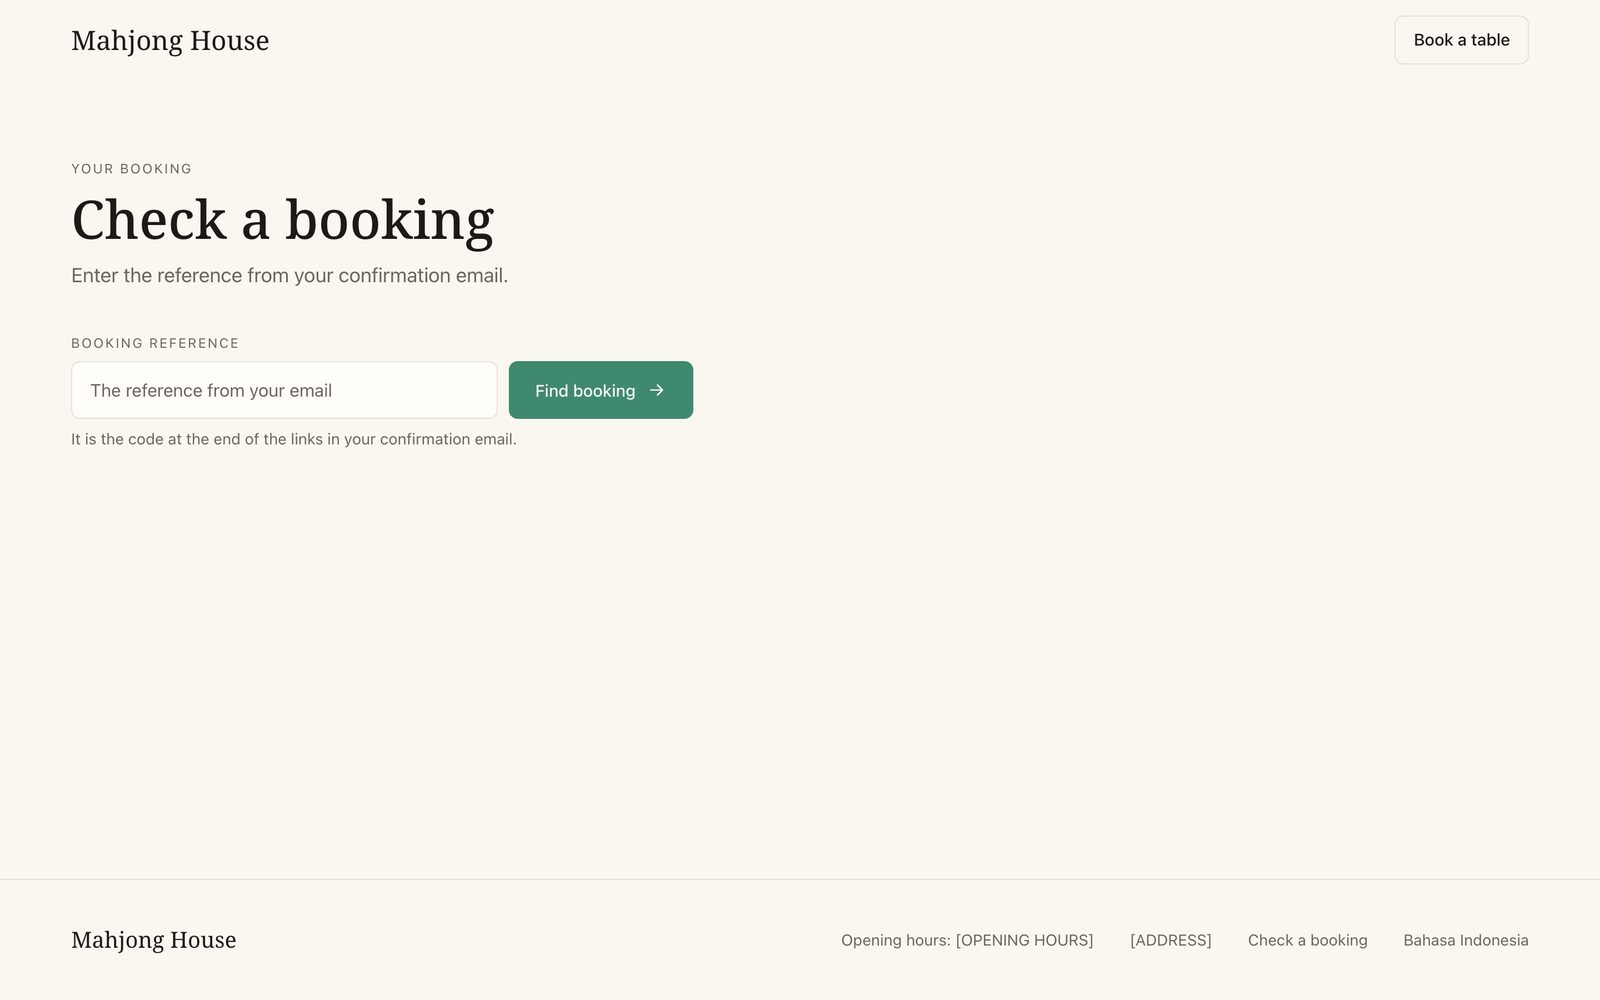 Mahjong House
Book a table
YOUR BOOKING
Check a booking
Enter the reference from your confirmation email.
BOOKING REFERENCE
The reference from your email
Find booking →
It is the code at the end of the links in your confirmation email.
Mahjong House
Opening hours: [OPENING HOURS]
[ADDRESS]
Check a booking
Bahasa Indonesia